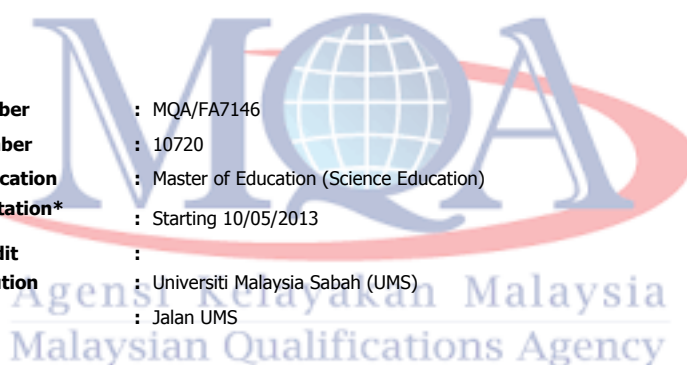 MQA
ber : MQA/FA7146
ber : 10720
cation : Master of Education (Science Education)
tation* : Starting 10/05/2013
dit :
ution : Universiti Malaysia Sabah (UMS)
: Jalan UMS
Agensi Kelayakan Malaysia
Malaysian Qualifications Agency